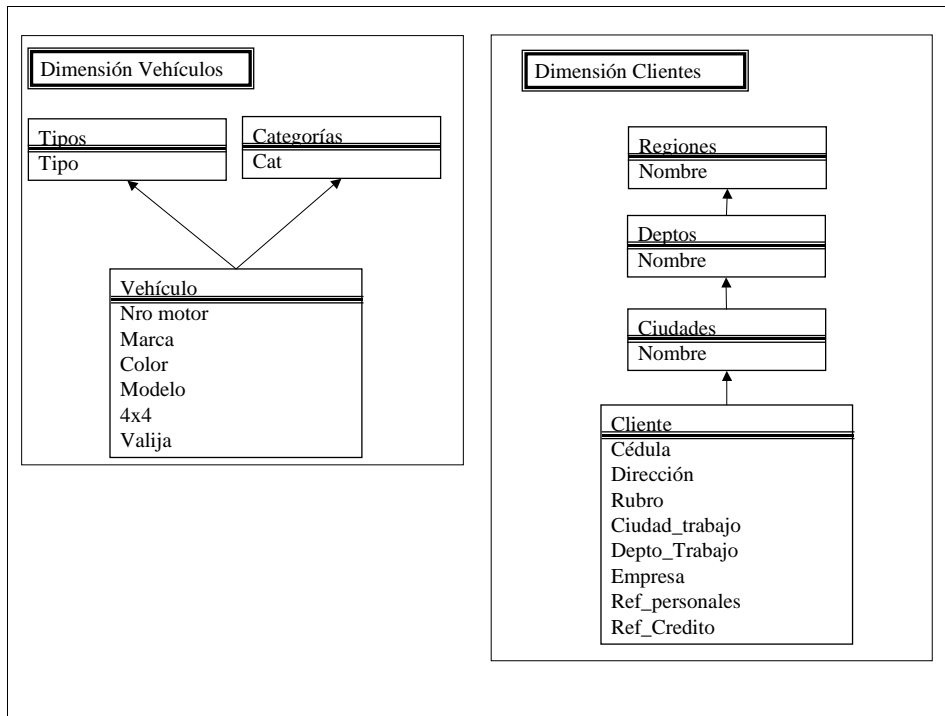 Dimensión Vehículos
Tipos
Tipo
Categorías
Cat
Vehículo
Nro motor
Marca
Color
Modelo
4x4
Valija
Dimensión Clientes
Regiones
Nombre
Deptos
Nombre
Ciudades
Nombre
Cliente
Cédula
Dirección
Rubro
Ciudad_trabajo
Depto_Trabajo
Empresa
Ref_personales
Ref_Credito